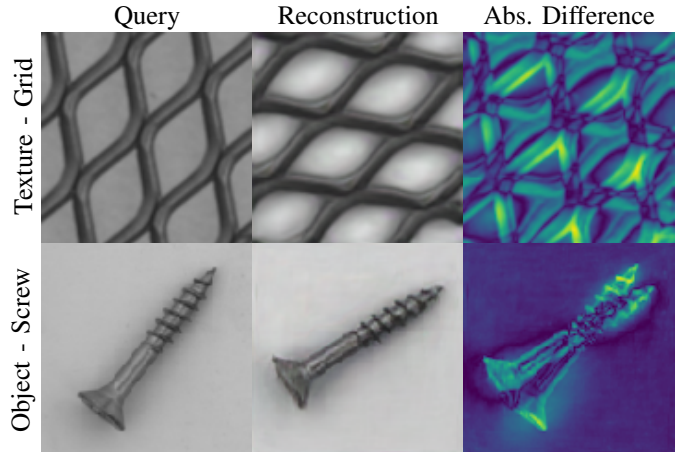 Query Reconstruction Abs. Difference
Texture - Grid
Object - Screw